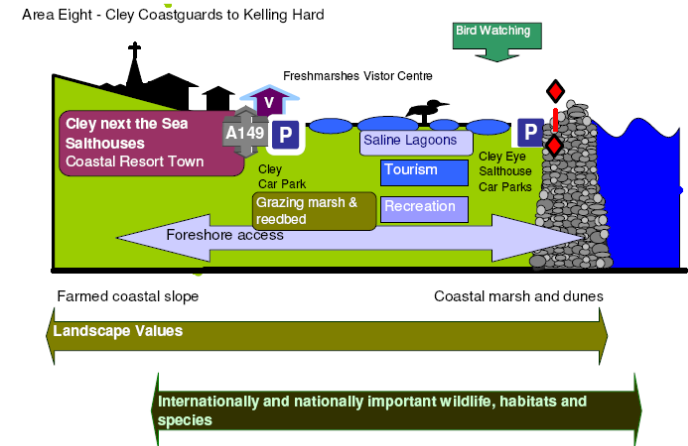 Area Eight - Cley Coastguards to Kelling Hard
Bird Watching
Freshmarshes Vistor Centre
V
Cley next the Sea
Salthouses
Coastal Resort Town
A149
P
P
Saline Lagoons
Cley
Car Park
Tourism
Cley Eye
Salthouse
Car Parks
Grazing marsh &
reedbed
Recreation
Foreshore access
Farmed coastal slope
Coastal marsh and dunes
Landscape Values
Internationally and nationally important wildlife, habitats and
species